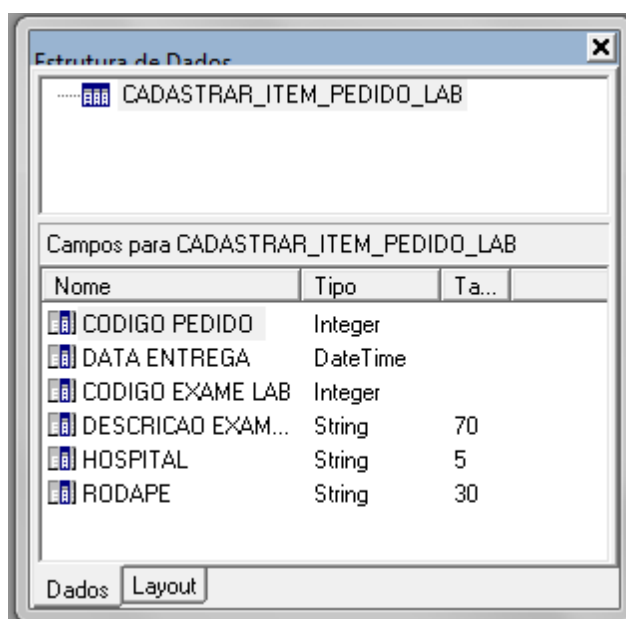 Estrutura de Dados
CADASTRAR_ITEM_PEDIDO_LAB
Campos para CADASTRAR_ITEM_PEDIDO_LAB
Nome Tipo Ta...
CODIGO PEDIDO Integer
DATA ENTREGA DateTime
CODIGO EXAME LAB Integer
DESCRICAO EXAM... String 70
HOSPITAL String 5
RODAPE String 30
Dados Layout